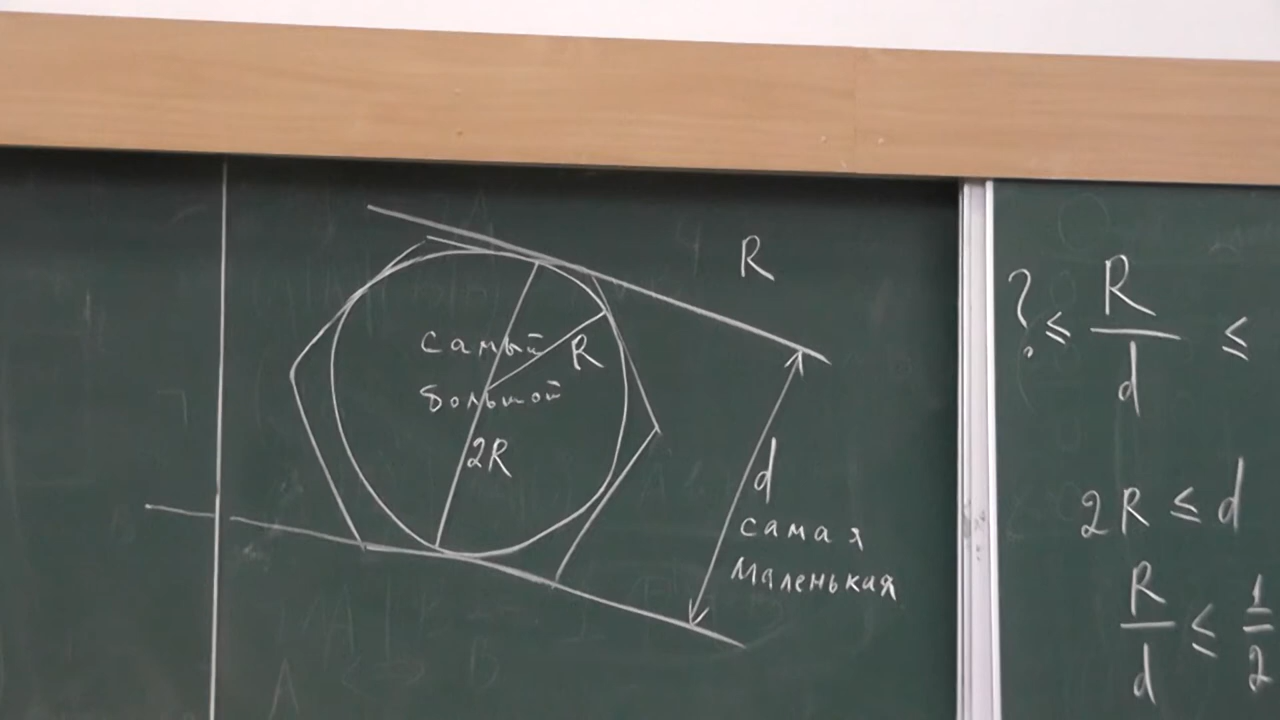 R
самый
R
большой
2R
d
самая
маленькая
? ≤ R/d ≤
2R ≤ d
R/d ≤ 1/2